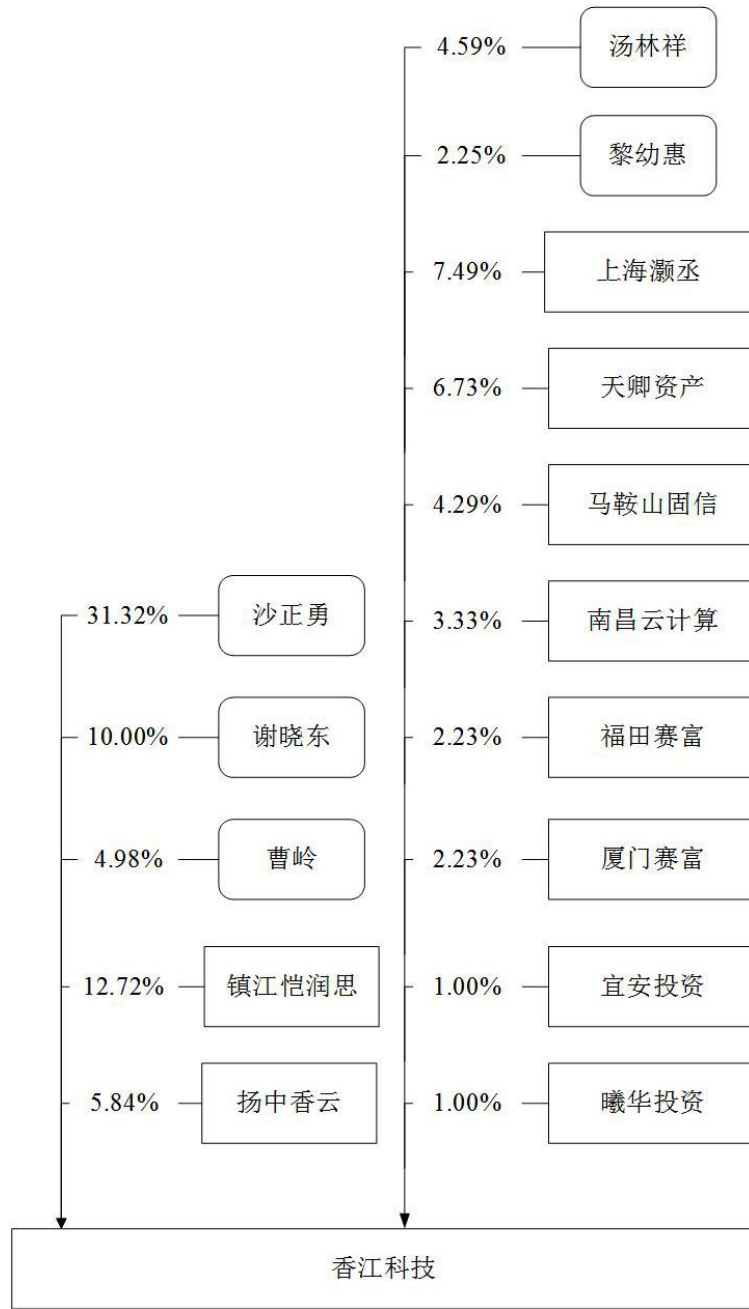 4.59% 汤林祥
2.25% 黎幼惠
7.49% 上海灏丞
6.73% 天卿资产
4.29% 马鞍山固信
31.32% 沙正勇
3.33% 南昌云计算
10.00% 谢晓东
2.23% 福田赛富
4.98% 曹岭
2.23% 厦门赛富
12.72% 镇江恺润思
1.00% 宜安投资
5.84% 扬中香云
1.00% 曦华投资
香江科技